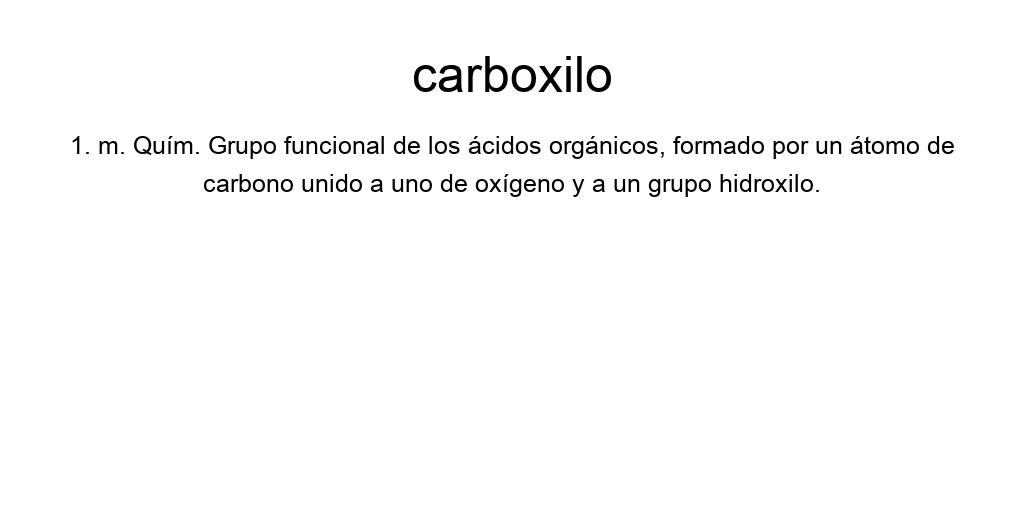 carboxilo
1. m. Quím. Grupo funcional de los ácidos orgánicos, formado por un átomo de
carbono unido a uno de oxígeno y a un grupo hidroxilo.